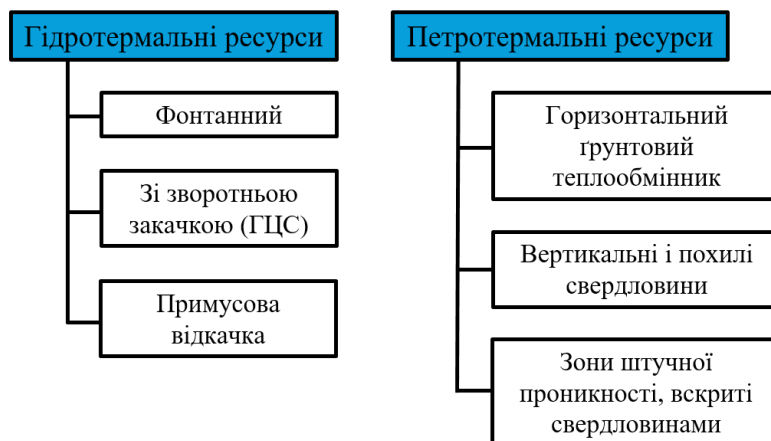 Гідротермальні ресурси
Фонтанний
Зі зворотньою
закачкою (ГЦС)
Примусова
відкачка
Петротермальні ресурси
Горизонтальний
ґрунтовий
теплообмінник
Вертикальні і похилі
свердловини
Зони штучної
проникності, вскриті
свердловинами